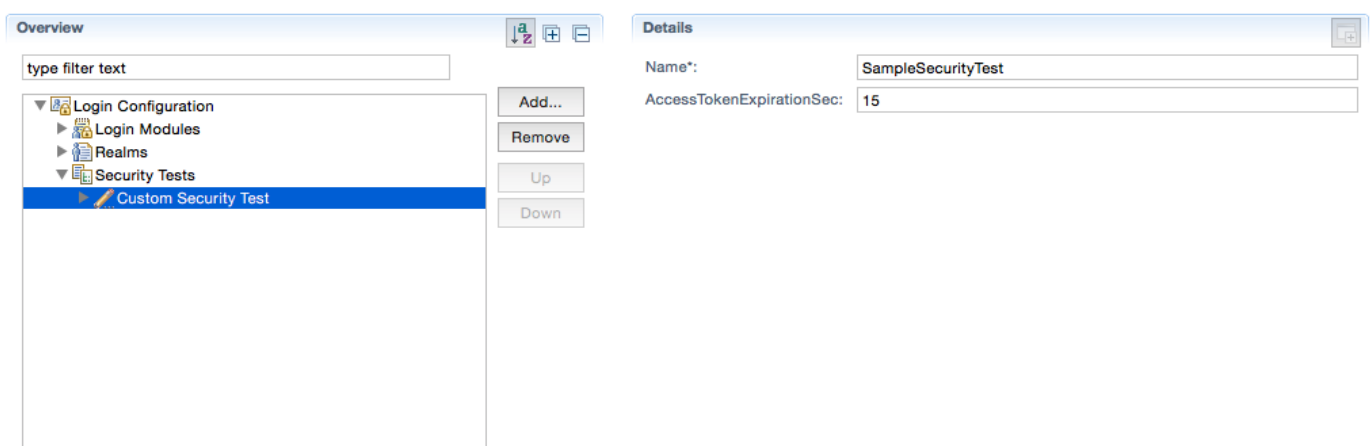 Overview
type filter text
Login Configuration
Login Modules
Realms
Security Tests
Custom Security Test
Add...
Remove
Up
Down
Details
Name*: SampleSecurityTest
AccessTokenExpirationSec: 15